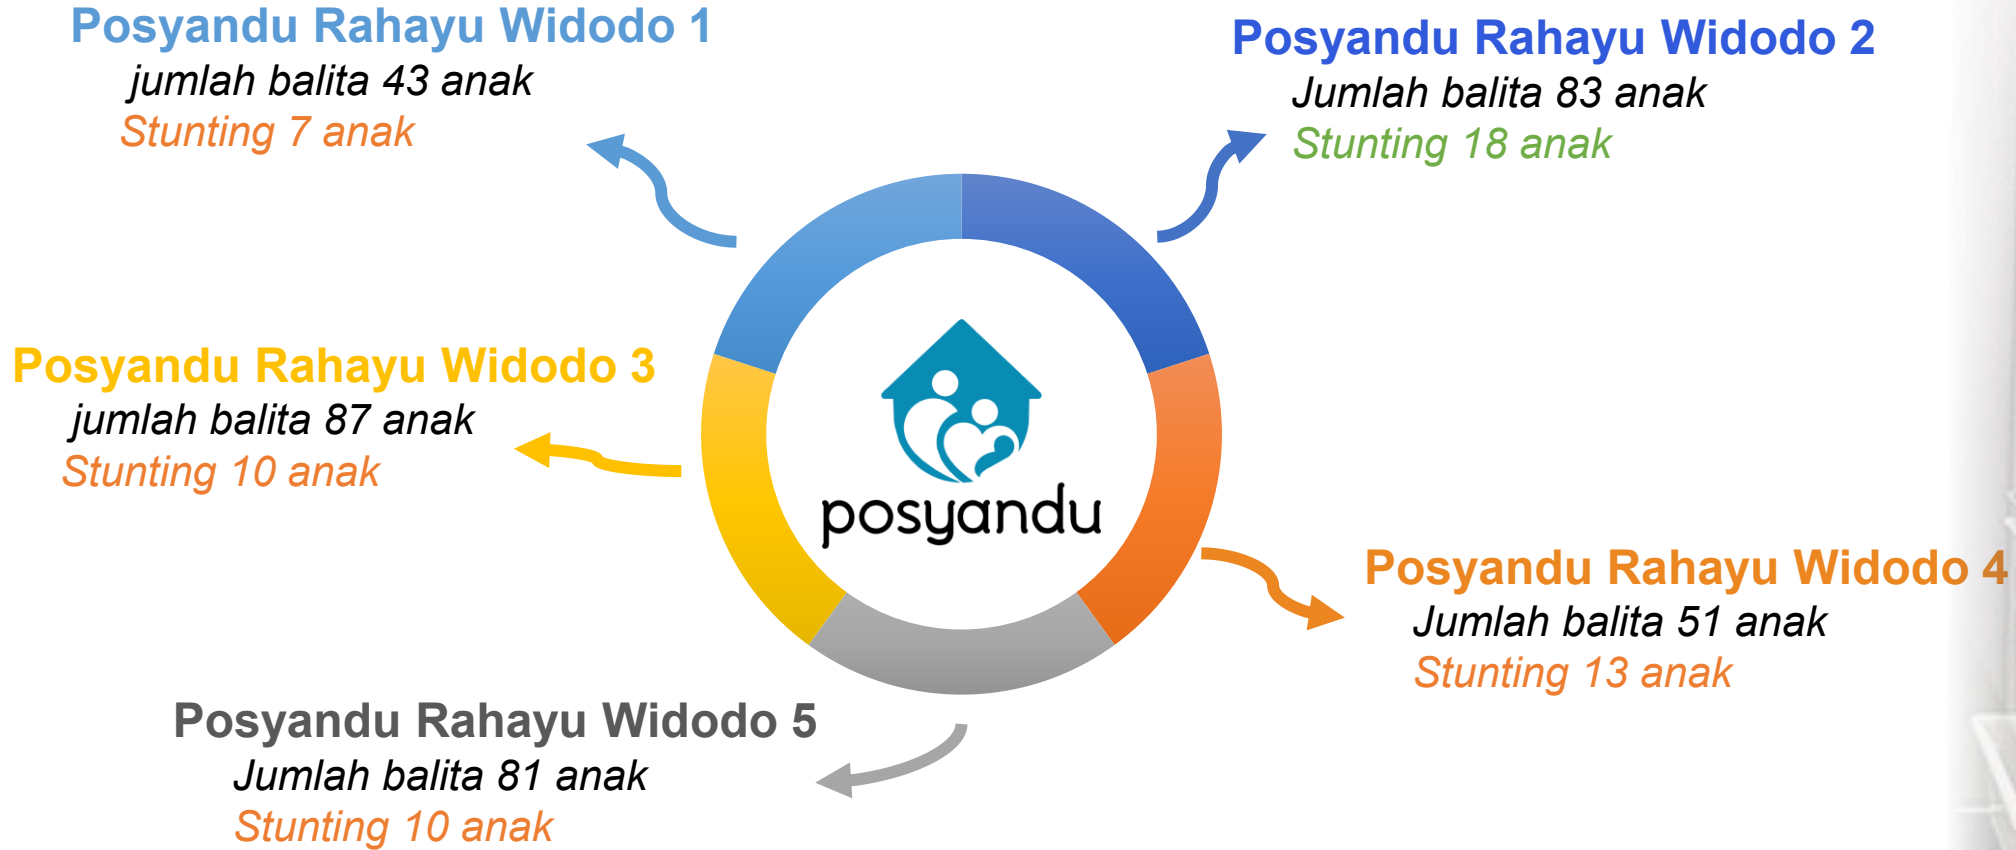 Posyandu Rahayu Widodo 1
jumlah balita 43 anak
Stunting 7 anak
Posyandu Rahayu Widodo 2
Jumlah balita 83 anak
Stunting 18 anak
Posyandu Rahayu Widodo 3
jumlah balita 87 anak
Stunting 10 anak
posyandu
Posyandu Rahayu Widodo 4
Jumlah balita 51 anak
Stunting 13 anak
Posyandu Rahayu Widodo 5
Jumlah balita 81 anak
Stunting 10 anak